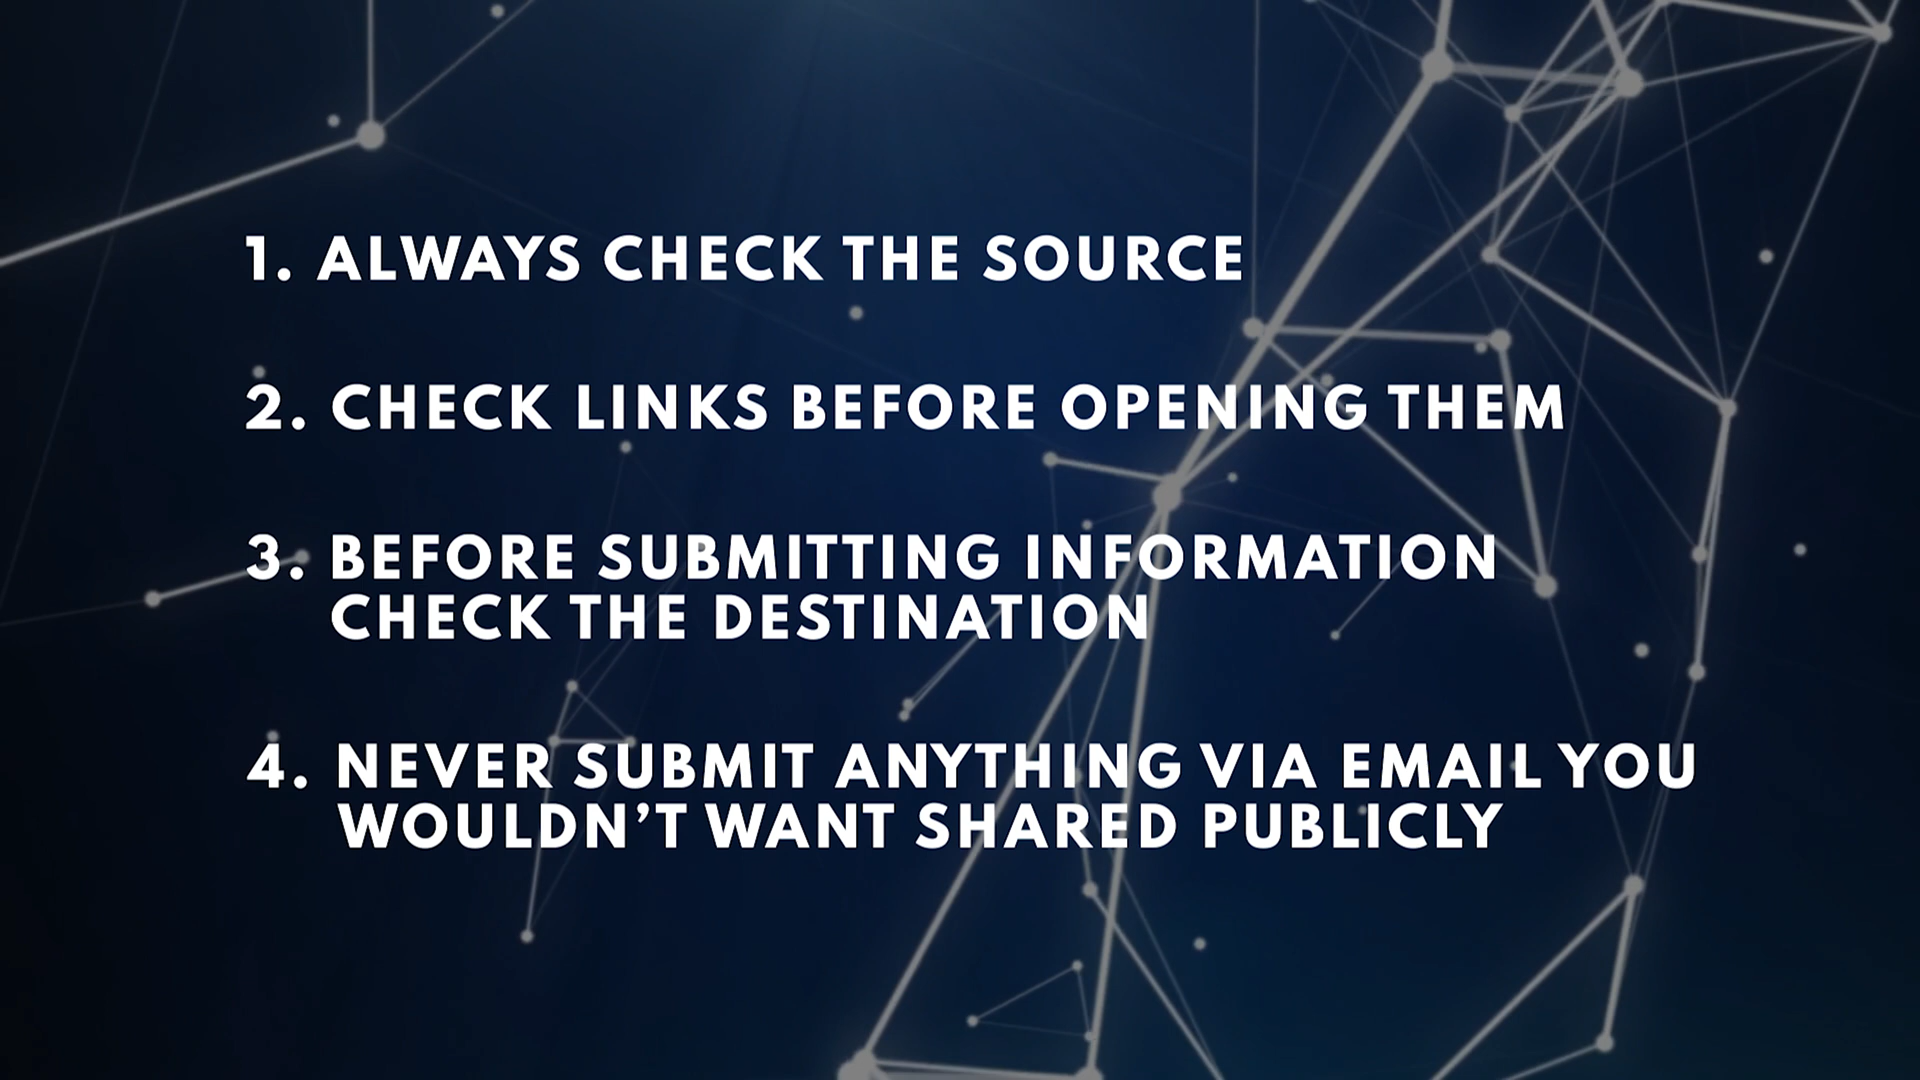 1. ALWAYS CHECK THE SOURCE
2. CHECK LINKS BEFORE OPENING THEM
3. BEFORE SUBMITTING INFORMATION
CHECK THE DESTINATION
4. NEVER SUBMIT ANYTHING VIA EMAIL YOU
WOULDN’T WANT SHARED PUBLICLY